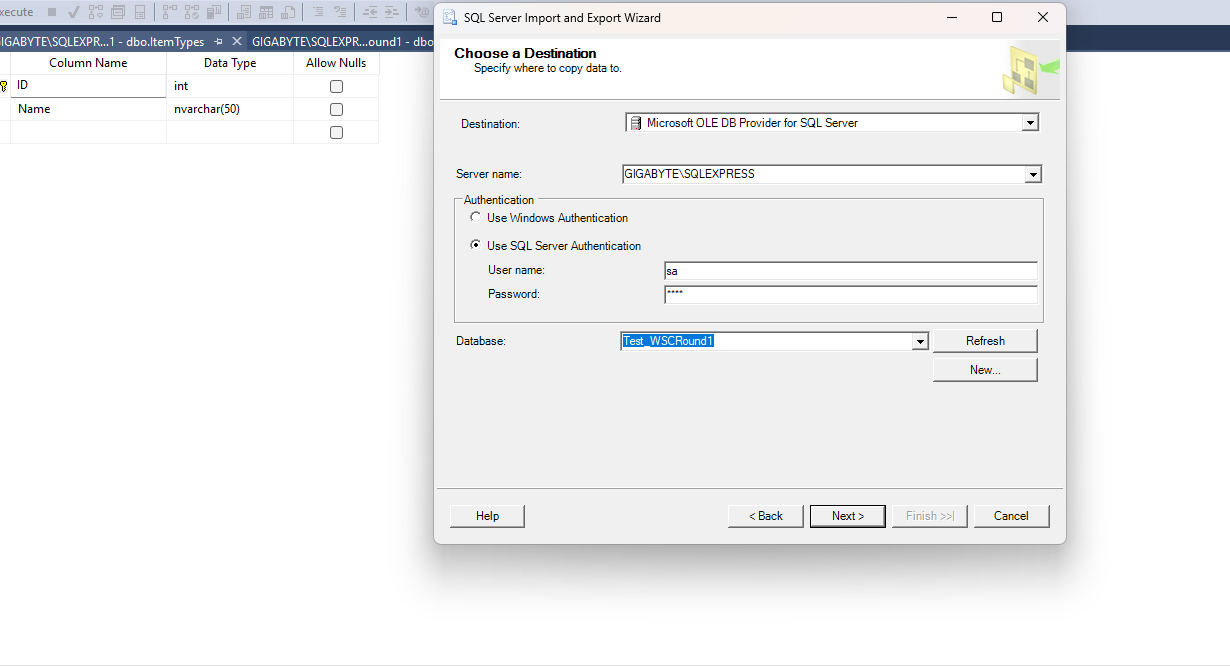 xecute
IGABYTE\SQLEXPR...1 - dbo.ItemTypes
GIGABYTE\SQLEXPR...ound1 - dbo
Column Name Data Type Allow Nulls
ID int
Name nvarchar(50)
SQL Server Import and Export Wizard
Choose a Destination
Specify where to copy data to.
Destination: Microsoft OLE DB Provider for SQL Server
Server name: GIGABYTE\SQLEXPRESS
Authentication
Use Windows Authentication
Use SQL Server Authentication
User name: sa
Password: ****
Database: Test_WSCRound1 Refresh
New...
Help < Back Next > Finish >>| Cancel